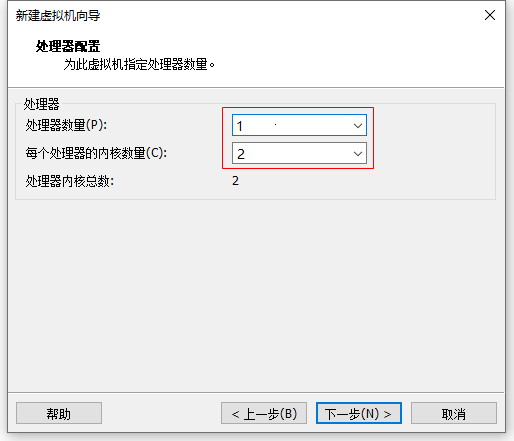 新建虚拟机向导
处理器配置
为此虚拟机指定处理器数量。
处理器
处理器数量(P): 1
每个处理器的内核数量(C): 2
处理器内核总数: 2
帮助 < 上一步(B) 下一步(N) > 取消